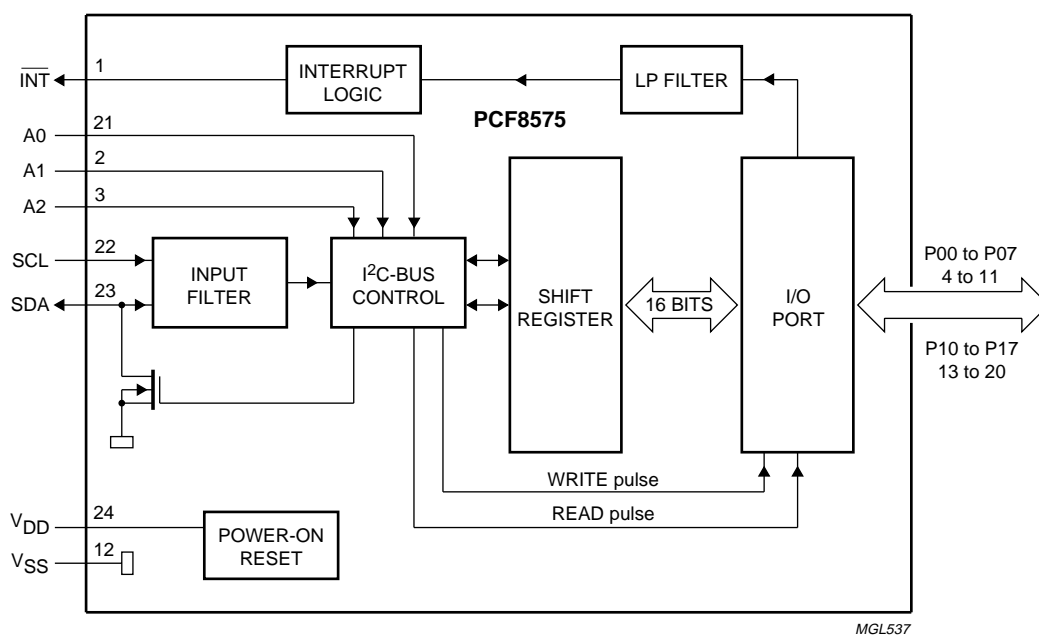 INT
1
INTERRUPT
LOGIC
LP FILTER
PCF8575
A0
21
A1
2
A2
3
SCL
22
SDA
23
INPUT
FILTER
I²C-BUS
CONTROL
SHIFT
REGISTER
16 BITS
I/O
PORT
P00 to P07
4 to 11
P10 to P17
13 to 20
WRITE pulse
READ pulse
VDD
24
VSS
12
POWER-ON
RESET
MGL537